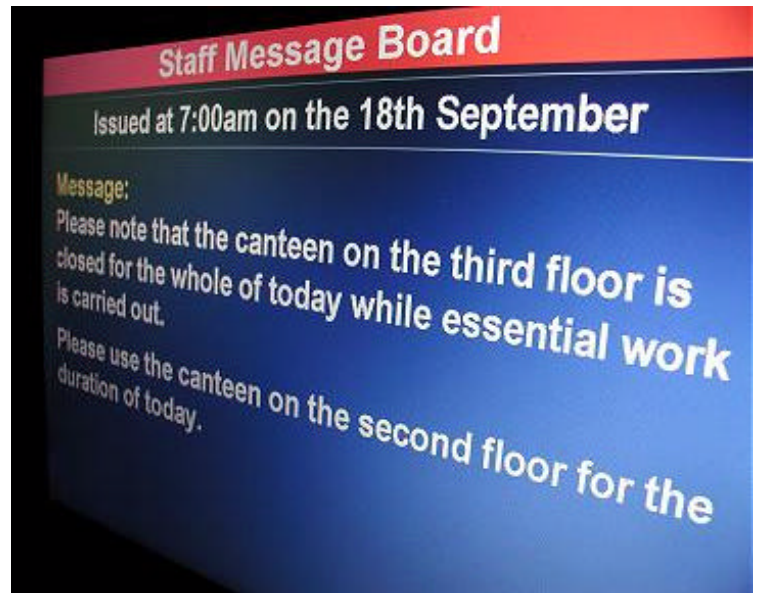 Staff Message Board
Issued at 7:00am on the 18th September
Message:
Please note that the canteen on the third floor is
closed for the whole of today while essential work
is carried out.
Please use the canteen on the second floor for the
duration of today.